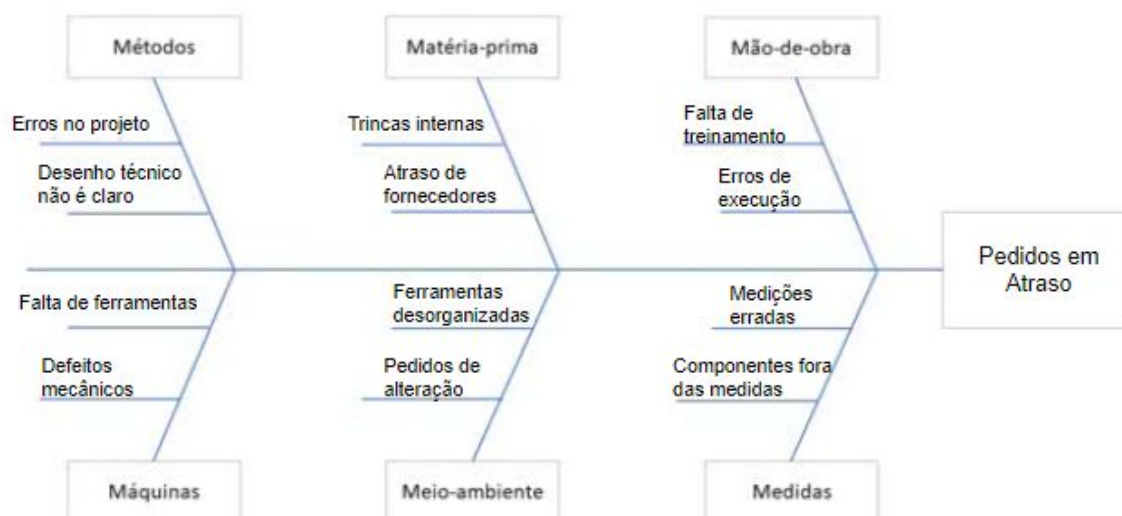 Métodos
Matéria-prima
Mão-de-obra
Erros no projeto
Desenho técnico
não é claro
Trincas internas
Atraso de
fornecedores
Falta de
treinamento
Erros de
execução
Pedidos em
Atraso
Falta de ferramentas
Defeitos
mecânicos
Ferramentas
desorganizadas
Pedidos de
alteração
Medições
erradas
Componentes fora
das medidas
Máquinas
Meio-ambiente
Medidas